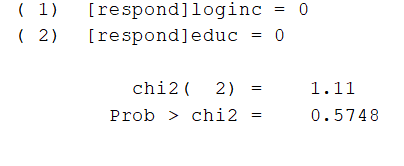 ( 1) [respond]loginc = 0
( 2) [respond]educ = 0
chi2( 2) = 1.11
Prob > chi2 = 0.5748